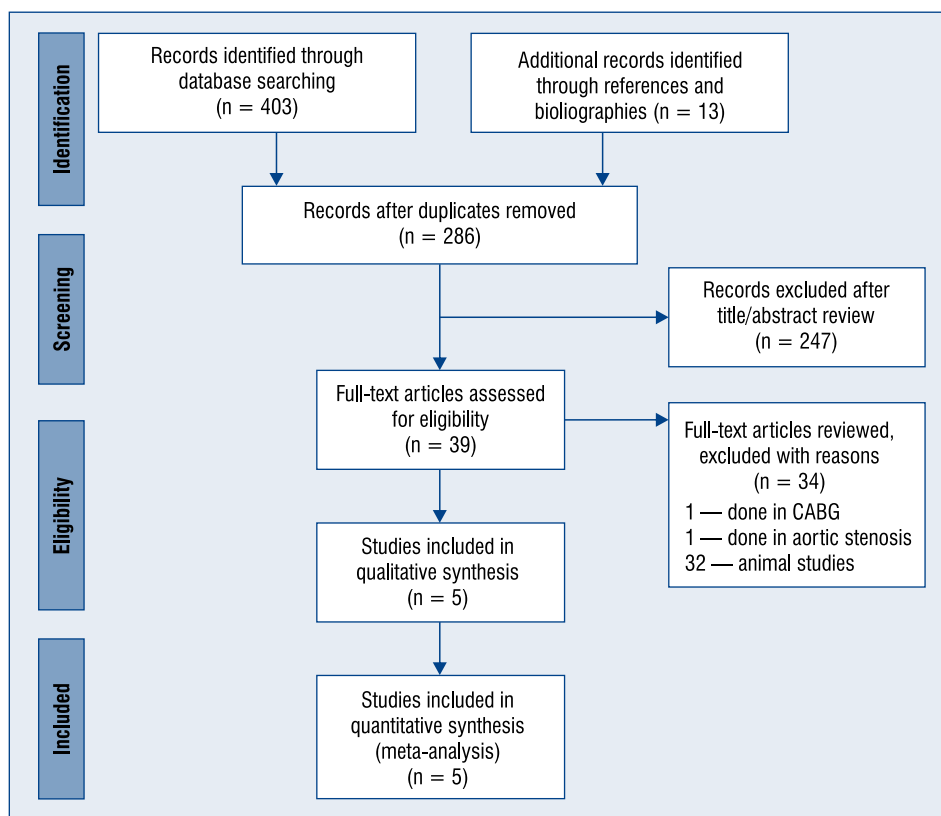 Identification
Records identified through
database searching
(n = 403)
Additional records identified
through references and
bioliographies (n = 13)
Records after duplicates removed
(n = 286)
Screening
Records excluded after
title/abstract review
(n = 247)
Full-text articles assessed
for eligibility
(n = 39)
Eligibility
Full-text articles reviewed,
excluded with reasons
(n = 34)
1 — done in CABG
1 — done in aortic stenosis
32 — animal studies
Studies included in
qualitative synthesis
(n = 5)
Included
Studies included in
quantitative synthesis
(meta-analysis)
(n = 5)